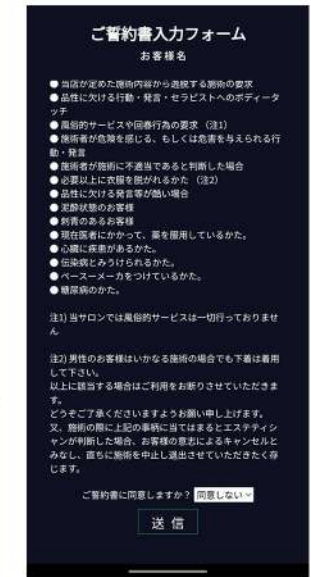 ご誓約書入力フォーム
お客様名
● 当店が定めた施術内容から逸脱する施術の要求
● 品性に欠ける行動・発言・セラピストへのボディータ
ッチ
● 風俗的サービスや回春行為の要求 （注1）
● 施術者が危険を感じる、もしくは危害を与えられる行
動・発言
● 施術者が施術に不適当であると判断した場合
● 必要以上に衣服を脱がれるかた （注2）
● 品性に欠ける発言等が酷い場合
● 泥酔状態のお客様
● 刺青のあるお客様
● 現在医者にかかって、薬を服用しているかた。
● 心臓に疾患があるかた。
● 伝染病とみうけられるかた。
● ペースーメーカをつけているかた。
● 糖尿病のかた。
注1) 当サロンでは風俗的サービスは一切行っておりませ
ん
注2) 男性のお客様はいかなる施術の場合でも下着は着用
して下さい。
以上に該当する場合はご利用をお断りさせていただきま
す。
どうぞご了承くださいますようお願い申し上げます。
又、施術の際に上記の事柄に当てはまるとエステティシ
ャンが判断した場合、お客様の意志によるキャンセルと
みなし、直ちに施術を中止し退出させていただきたく存
じます。
ご誓約書に同意しますか？ 同意しない
送信